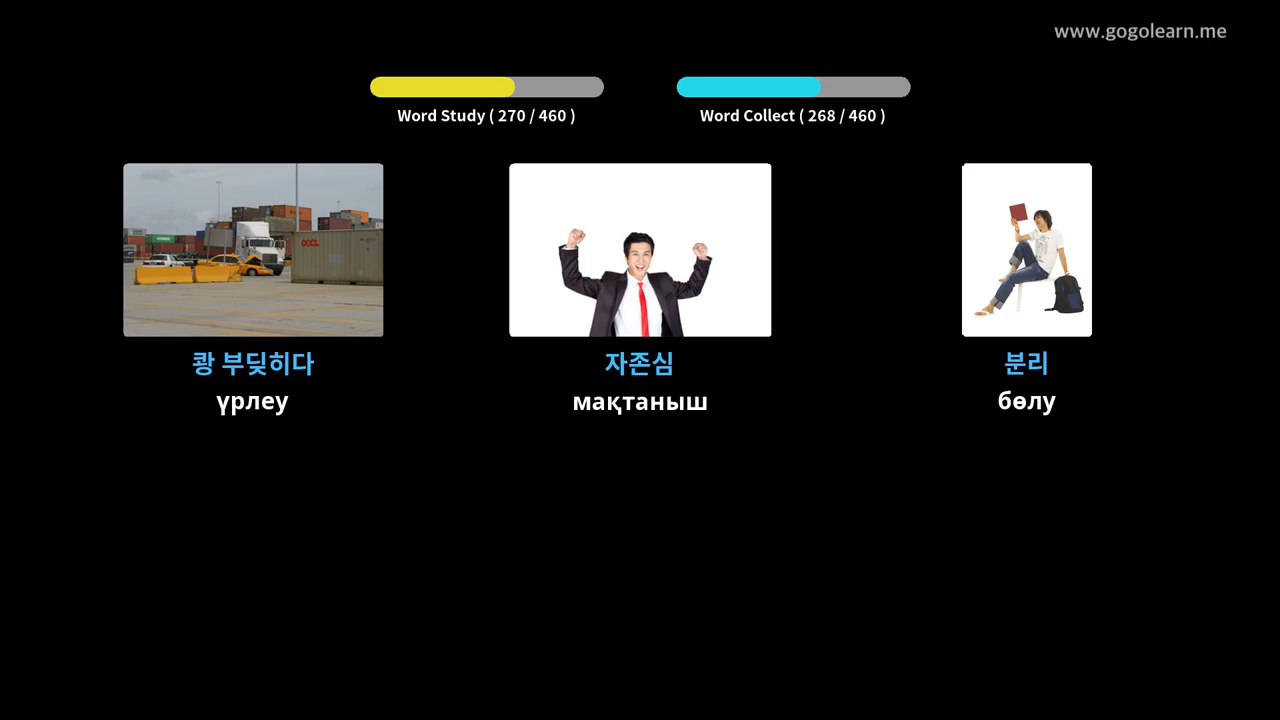 www.gogolearn.me
Word Study ( 270 / 460 )
Word Collect ( 268 / 460 )
OOCL
쾅 부딪히다
자존심
분리
үрлеу
мақтаныш
бөлу